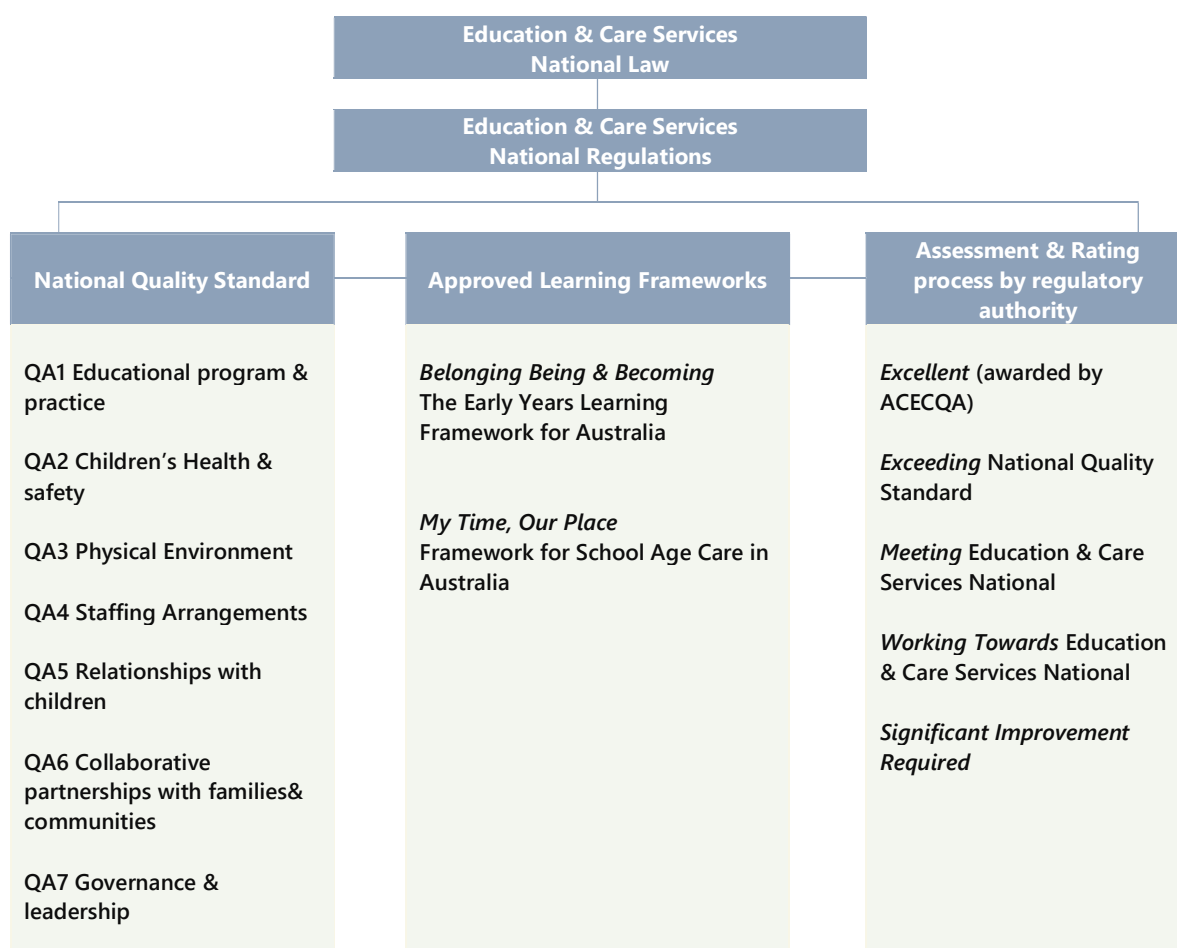 Education & Care Services
National Law
Education & Care Services
National Regulations
National Quality Standard
QA1 Educational program &
practice
QA2 Children's Health &
safety
QA3 Physical Environment
QA4 Staffing Arrangements
QA5 Relationships with
children
QA6 Collaborative
partnerships with families&
communities
QA7 Governance &
leadership
Approved Learning Frameworks
Belonging Being & Becoming
The Early Years Learning
Framework for Australia
My Time, Our Place
Framework for School Age Care in
Australia
Assessment & Rating
process by regulatory
authority
Excellent (awarded by
ACECQA)
Exceeding National Quality
Standard
Meeting Education & Care
Services National
Working Towards Education
& Care Services National
Significant Improvement
Required